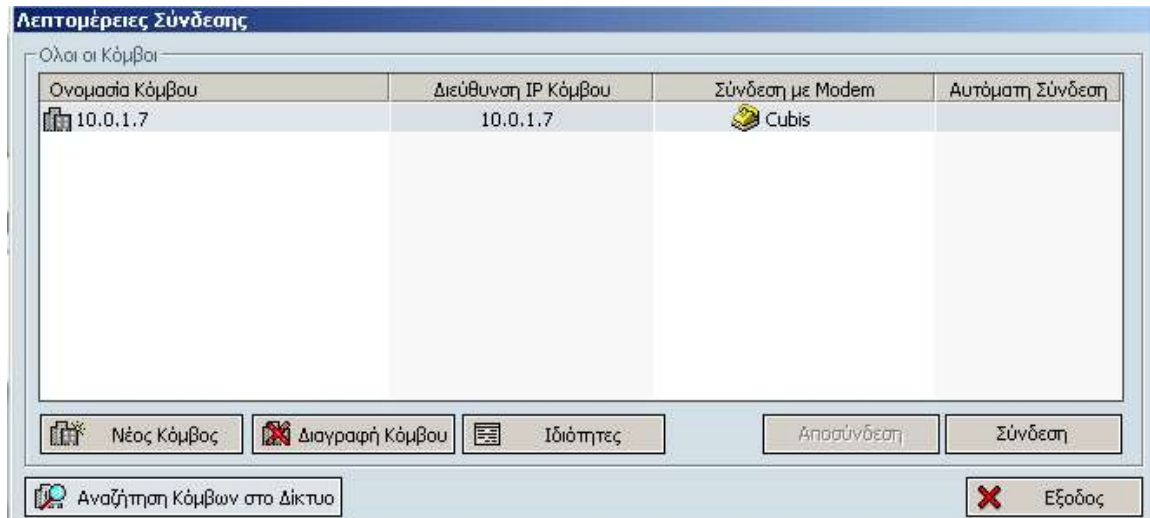 Λεπτομέρειες Σύνδεσης
Ολοι οι Κόμβοι
Ονομασία Κόμβου Διεύθυνση IP Κόμβου Σύνδεση με Modem Αυτόματη Σύνδεση
10.0.1.7 10.0.1.7 Cubis
Νέος Κόμβος Διαγραφή Κόμβου Ιδιότητες Αποσύνδεση Σύνδεση
Αναζήτηση Κόμβων στο Δίκτυο Εξοδος